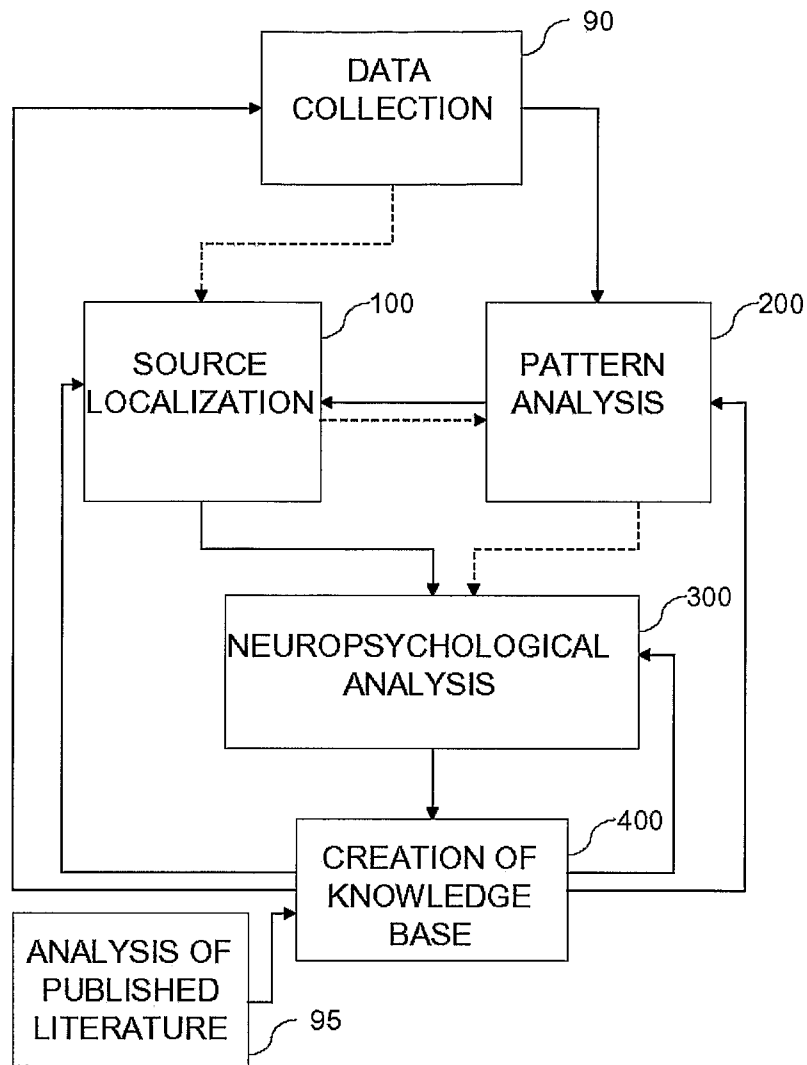 90
DATA
COLLECTION
100
SOURCE
LOCALIZATION
200
PATTERN
ANALYSIS
300
NEUROPSYCHOLOGICAL
ANALYSIS
400
CREATION OF
KNOWLEDGE
BASE
ANALYSIS OF
PUBLISHED
LITERATURE
95